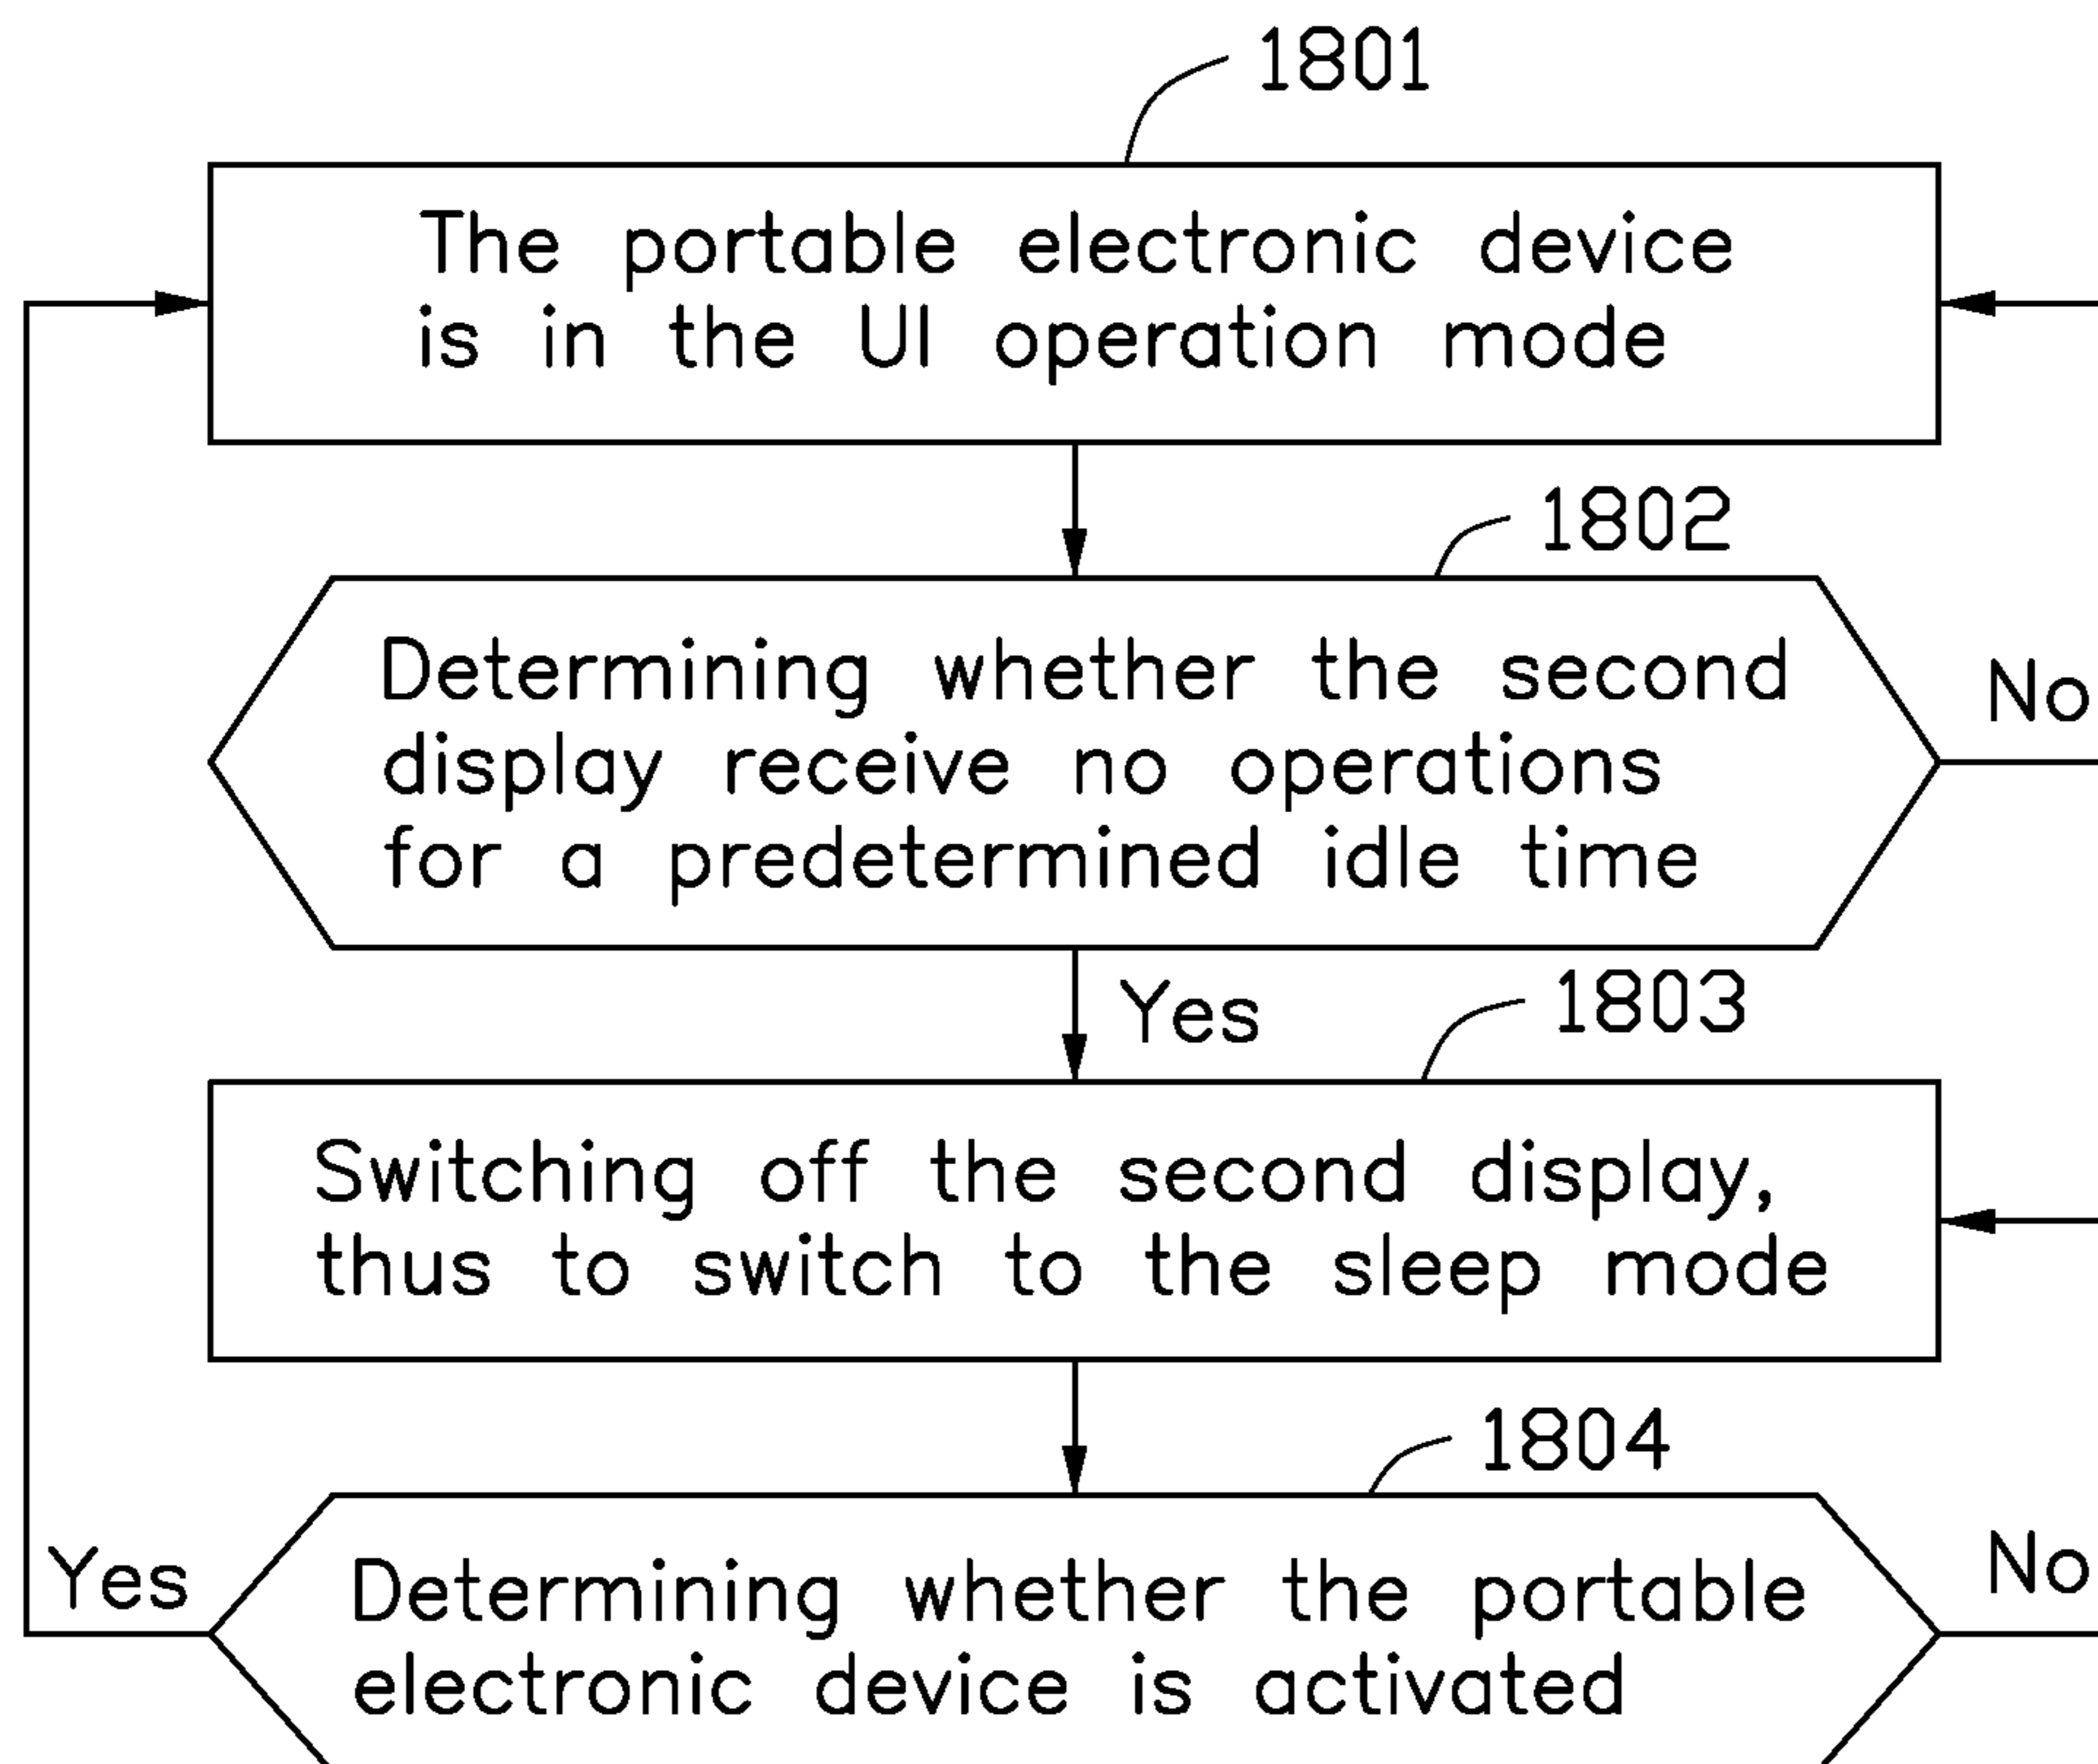 1801
The portable electronic device
is in the UI operation mode
1802
Determining whether the second
display receive no operations
for a predetermined idle time
No
Yes
1803
Switching off the second display,
thus to switch to the sleep mode
1804
Yes
Determining whether the portable
electronic device is activated
No